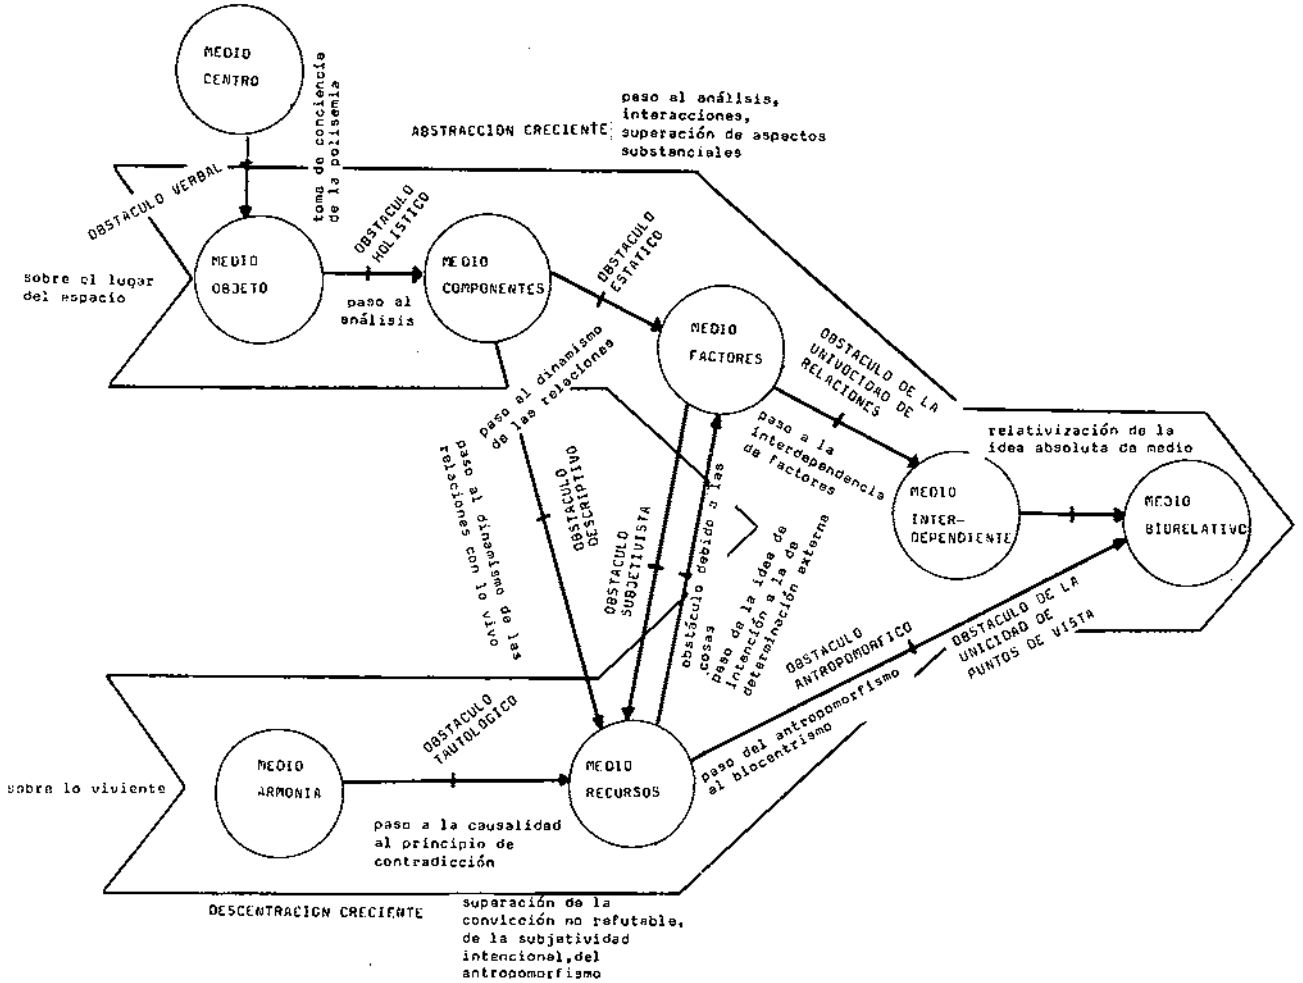 MEDIO
CENTRO
toma de conciencia
de la polisemia
ABSTRACCION CRECIENTE:
paso al análisis,
interacciones,
superación de aspectos
substanciales
OBSTACULO VERBAL
sobre el lugar
del espacio
MEDIO
OBJETO
OBSTACULO
HOLISTICO
paso al
análisis
MEDIO
COMPONENTES
OBSTACULO
ESTATICO
paso al dinamismo
de las relaciones
MEDIO
FACTORES
OBSTACULO DE LA
UNIVOCIDAD DE
RELACIONES
paso a la
interdependencia
de factores
relativización de la
idea absoluta de medio
MEDIO
INTER-
DEPENDIENTE
MEDIO
BIORELATIVO
paso al dinamismo de las
relaciones con lo vivo
OBSTACULO
DESCRIPTIVO
OBSTACULO
SUBJETIVISTA
obstáculo debido a las
cosas
paso de la idea de
intención a la de
determinación externa
OBSTACULO
ANTROPOMORFICO
OBSTACULO DE LA
UNICIDAD DE
PUNTOS DE VISTA
paso del antropomorfismo
al biocentrismo
sobre lo viviente
MEDIO
ARMONIA
OBSTACULO
TAUTOLOGICO
paso a la causalidad
al principio de
contradicción
MEDIO
RECURSOS
DESCENTRACION CRECIENTE
superación de la
convicción no refutable,
de la subjetividad
intencional,del
antropomorfismo